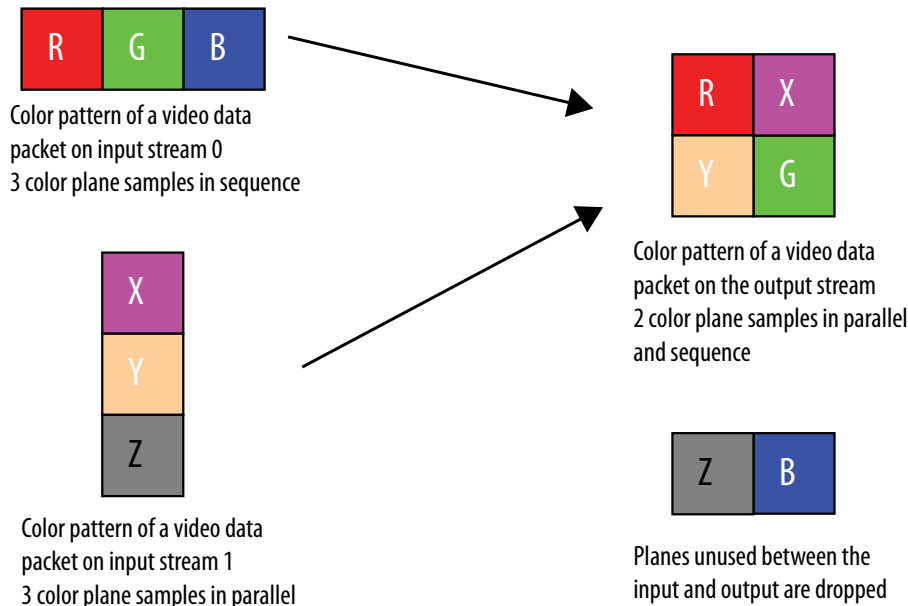 R G B
Color pattern of a video data
packet on input stream 0
3 color plane samples in sequence
X
Y
Z
Color pattern of a video data
packet on input stream 1
3 color plane samples in parallel
R X
Y G
Color pattern of a video data
packet on the output stream
2 color plane samples in parallel
and sequence
Z B
Planes unused between the
input and output are dropped